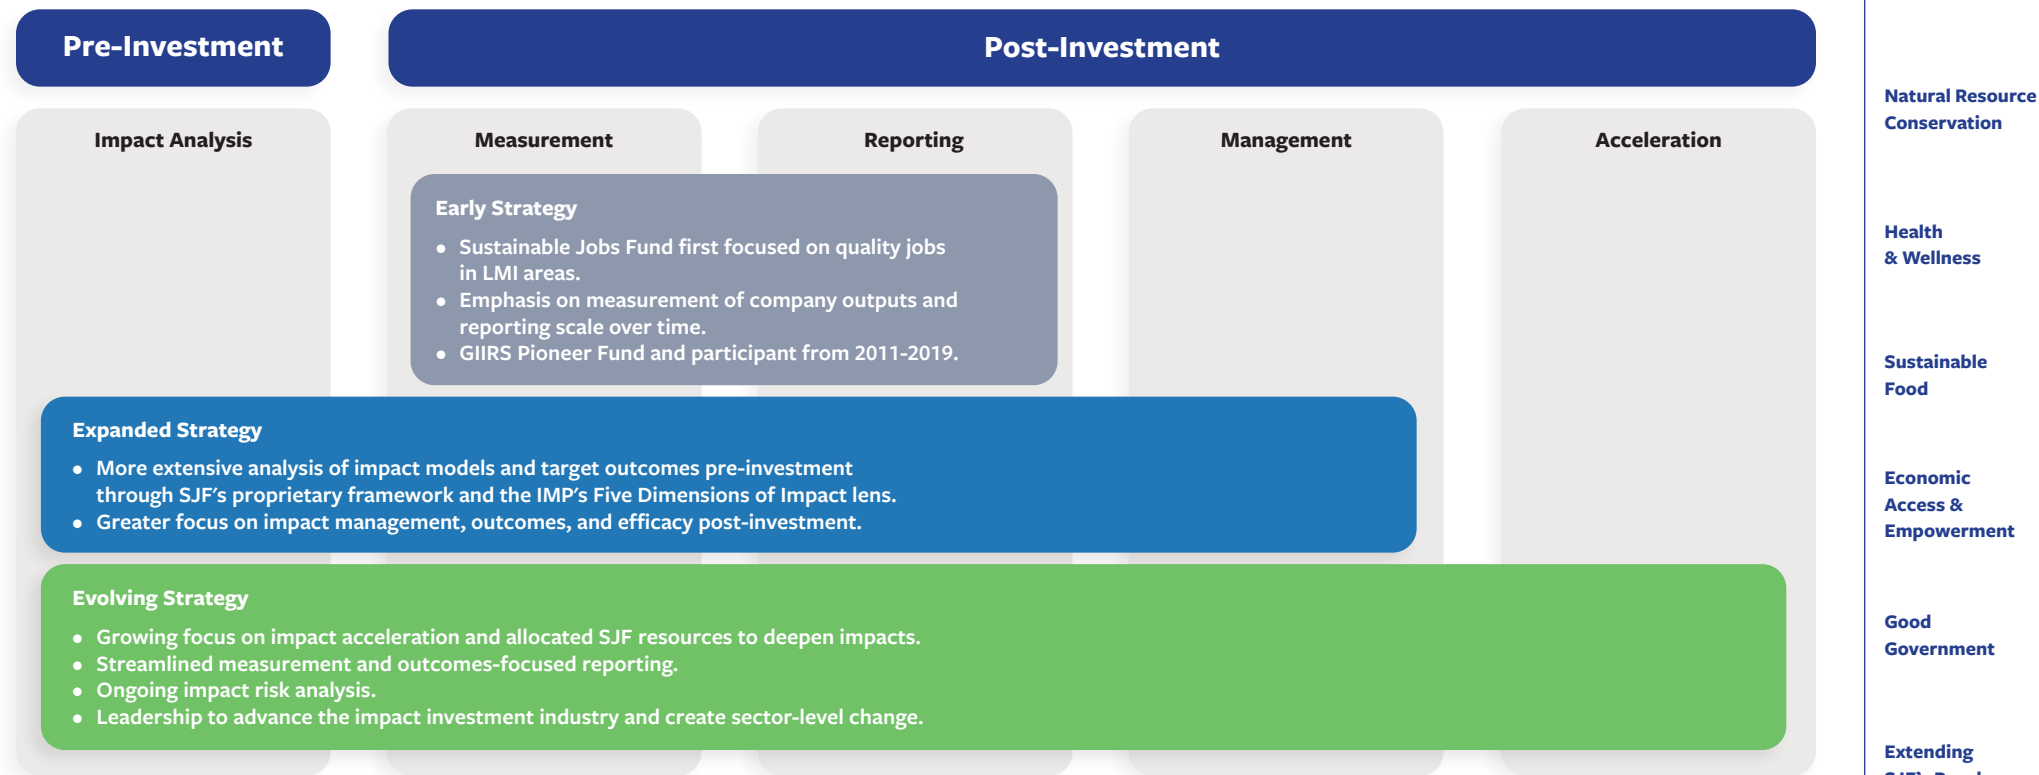 Pre-Investment
Post-Investment
Impact Analysis
Measurement
Reporting
Management
Acceleration
Early Strategy
• Sustainable Jobs Fund first focused on quality jobs
in LMI areas.
• Emphasis on measurement of company outputs and
reporting scale over time.
• GIIRS Pioneer Fund and participant from 2011-2019.
Expanded Strategy
• More extensive analysis of impact models and target outcomes pre-investment
through SJF's proprietary framework and the IMP's Five Dimensions of Impact lens.
• Greater focus on impact management, outcomes, and efficacy post-investment.
Evolving Strategy
• Growing focus on impact acceleration and allocated SJF resources to deepen impacts.
• Streamlined measurement and outcomes-focused reporting.
• Ongoing impact risk analysis.
• Leadership to advance the impact investment industry and create sector-level change.
Natural Resource
Conservation
Health
& Wellness
Sustainable
Food
Economic
Access &
Empowerment
Good
Government
Extending